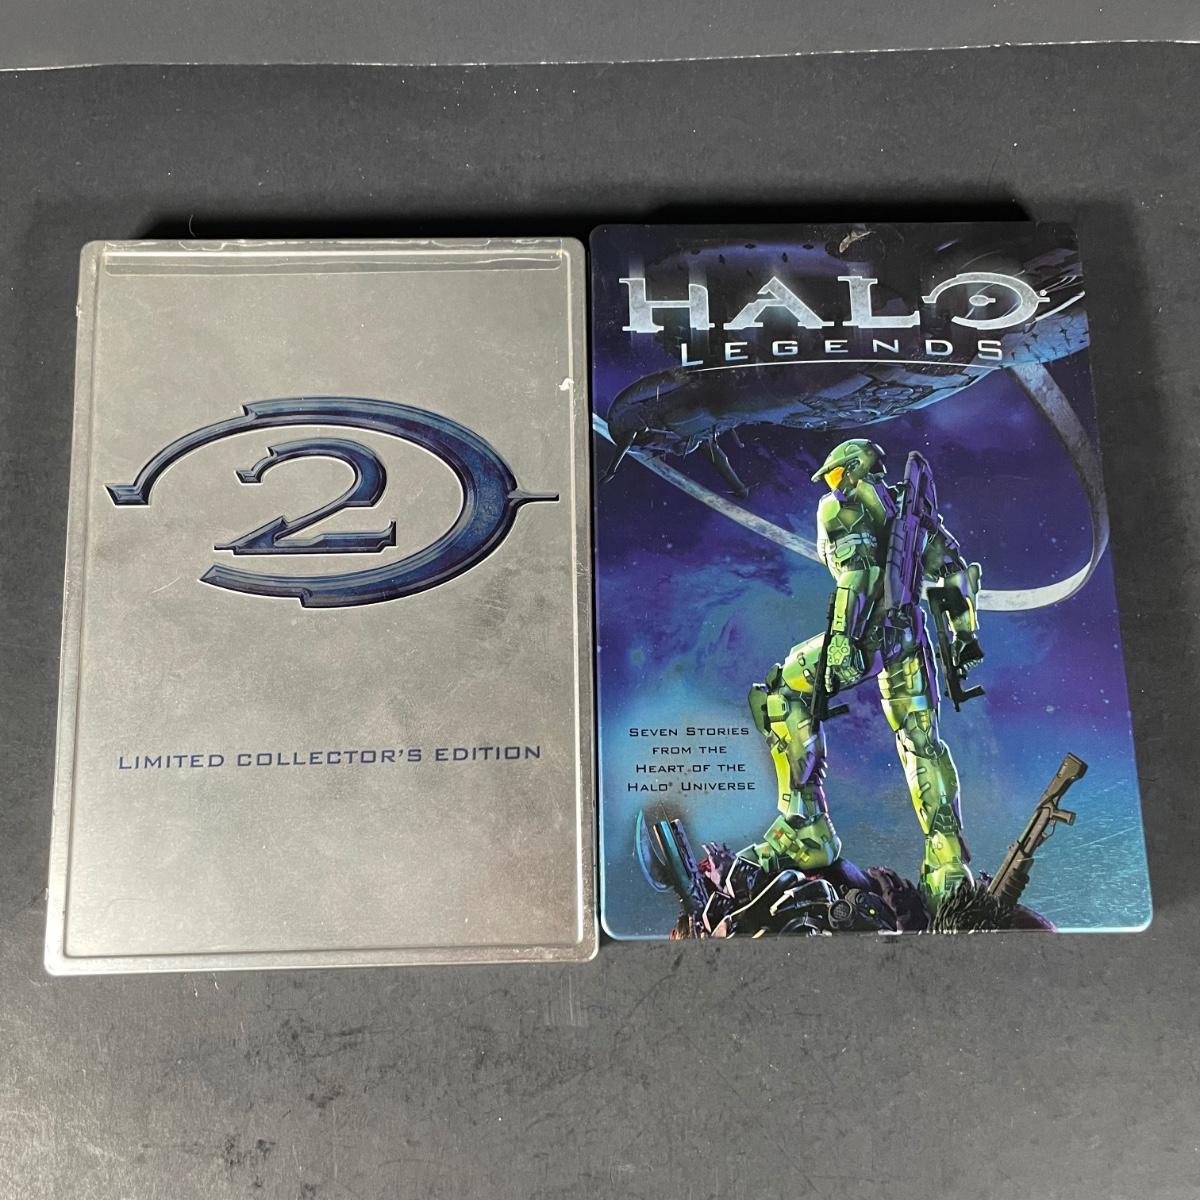 2
LIMITED COLLECTOR'S EDITION
HALO®
LEGENDS
SEVEN STORIES
FROM THE
HEART OF THE
HALO® UNIVERSE